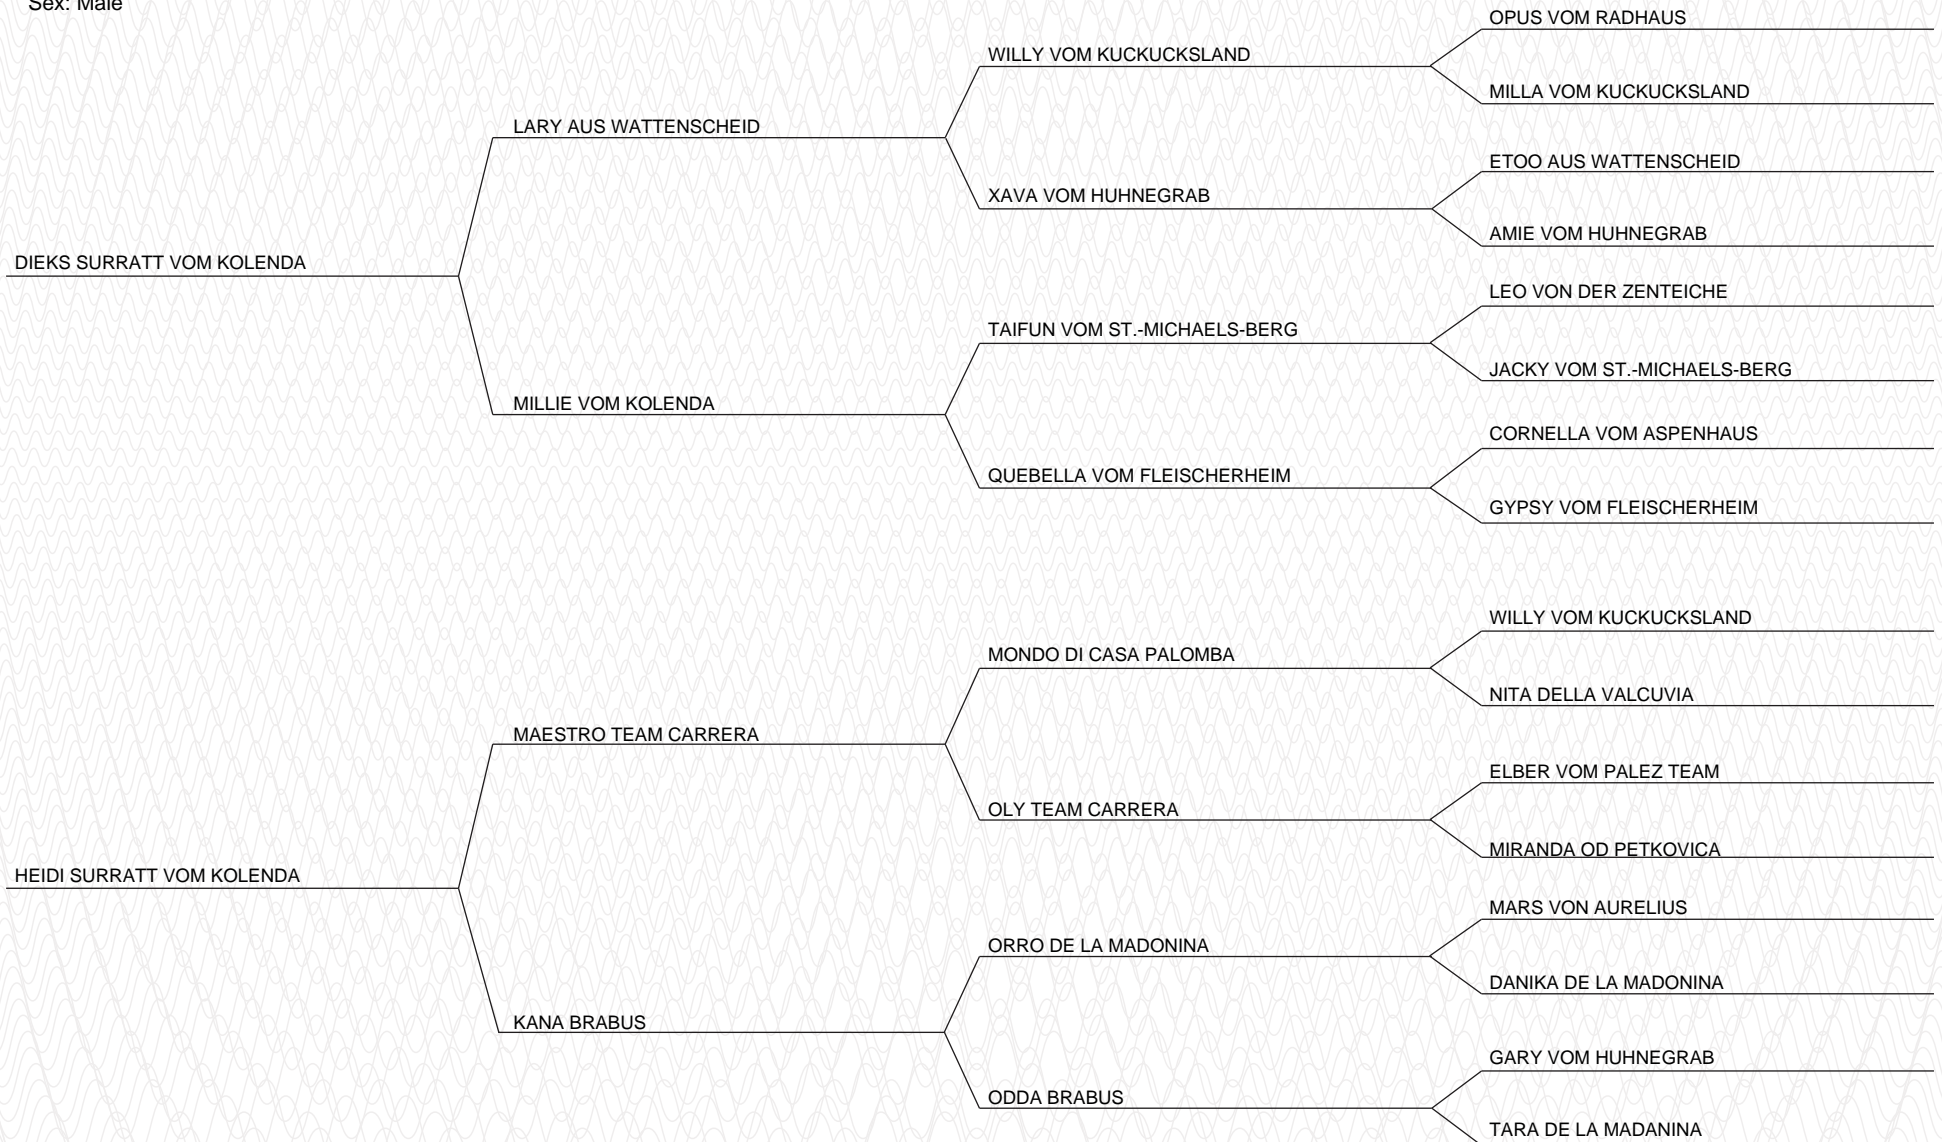 Sex: Male
OPUS VOM RADHAUS
WILLY VOM KUCKUCKSLAND
MILLA VOM KUCKUCKSLAND
LARY AUS WATTENSCHEID
ETOO AUS WATTENSCHEID
XAVA VOM HUHNEGRAB
AMIE VOM HUHNEGRAB
DIEKS SURRATT VOM KOLENDA
LEO VON DER ZENTEICHE
TAIFUN VOM ST.-MICHAELS-BERG
JACKY VOM ST.-MICHAELS-BERG
MILLIE VOM KOLENDA
CORNELLA VOM ASPENHAUS
QUEBELLA VOM FLEISCHERHEIM
GYPSY VOM FLEISCHERHEIM
WILLY VOM KUCKUCKSLAND
MONDO DI CASA PALOMBA
NITA DELLA VALCUVIA
MAESTRO TEAM CARRERA
ELBER VOM PALEZ TEAM
OLY TEAM CARRERA
MIRANDA OD PETKOVICA
HEIDI SURRATT VOM KOLENDA
MARS VON AURELIUS
ORRO DE LA MADONINA
DANIKA DE LA MADONINA
KANA BRABUS
GARY VOM HUHNEGRAB
ODDA BRABUS
TARA DE LA MADANINA